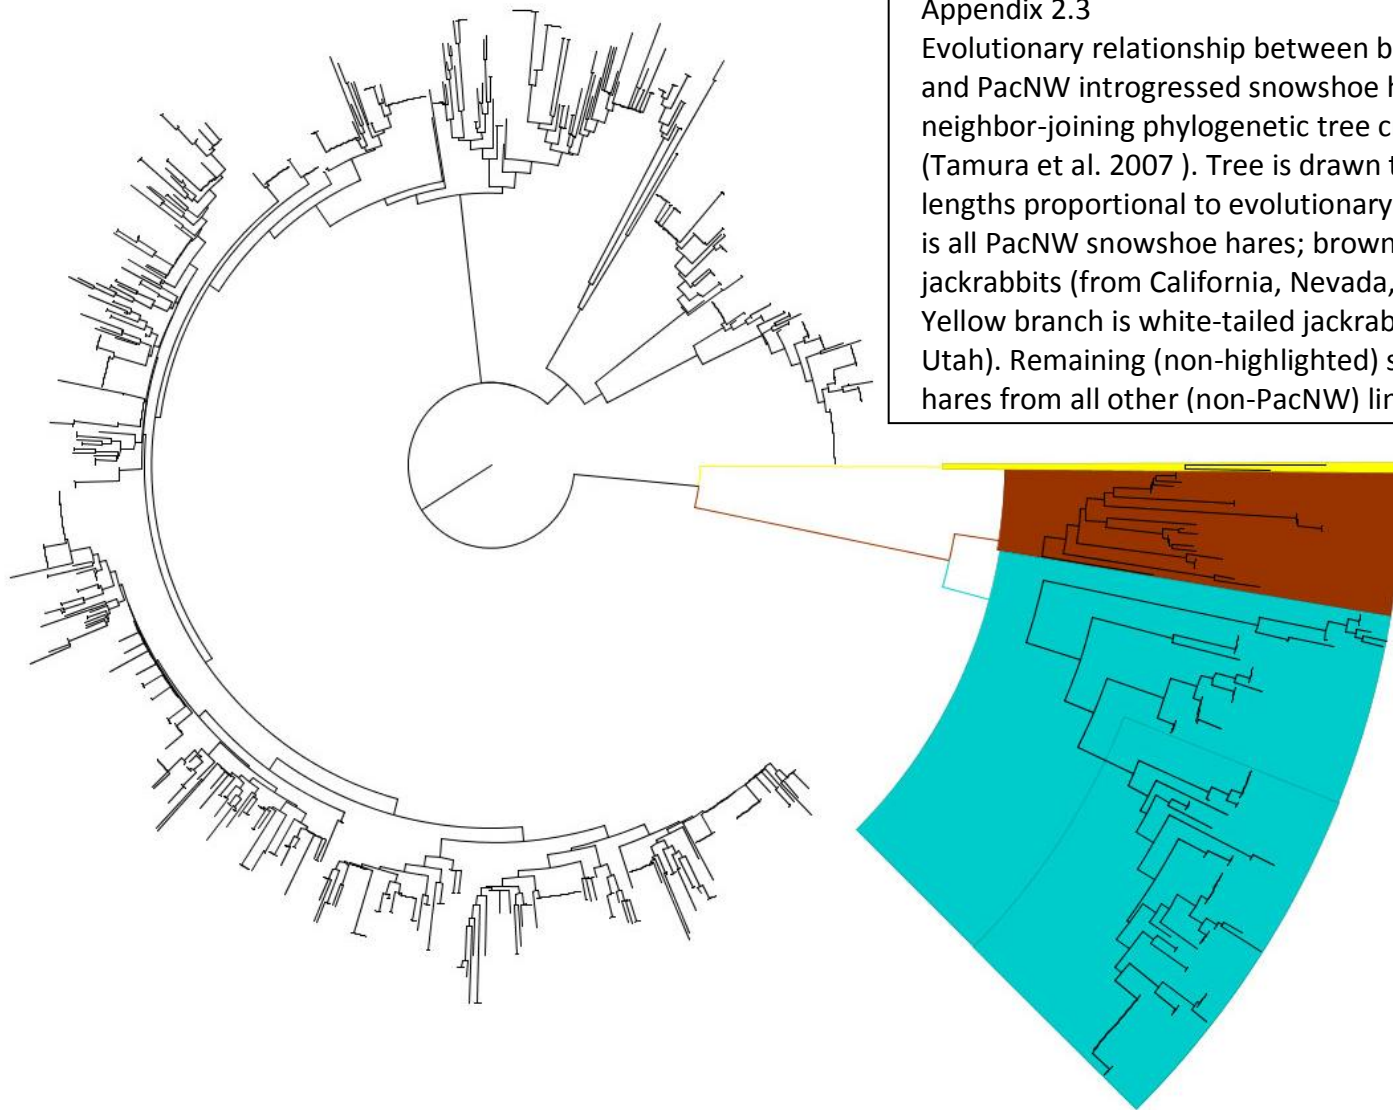 Appendix 2.3
Evolutionary relationship between b
and PacNW introgressed snowshoe h
neighbor-joining phylogenetic tree c
(Tamura et al. 2007 ). Tree is drawn t
lengths proportional to evolutionary
is all PacNW snowshoe hares; brown
jackrabbits (from California, Nevada,
Yellow branch is white-tailed jackrab
Utah). Remaining (non-highlighted) s
hares from all other (non-PacNW) lin